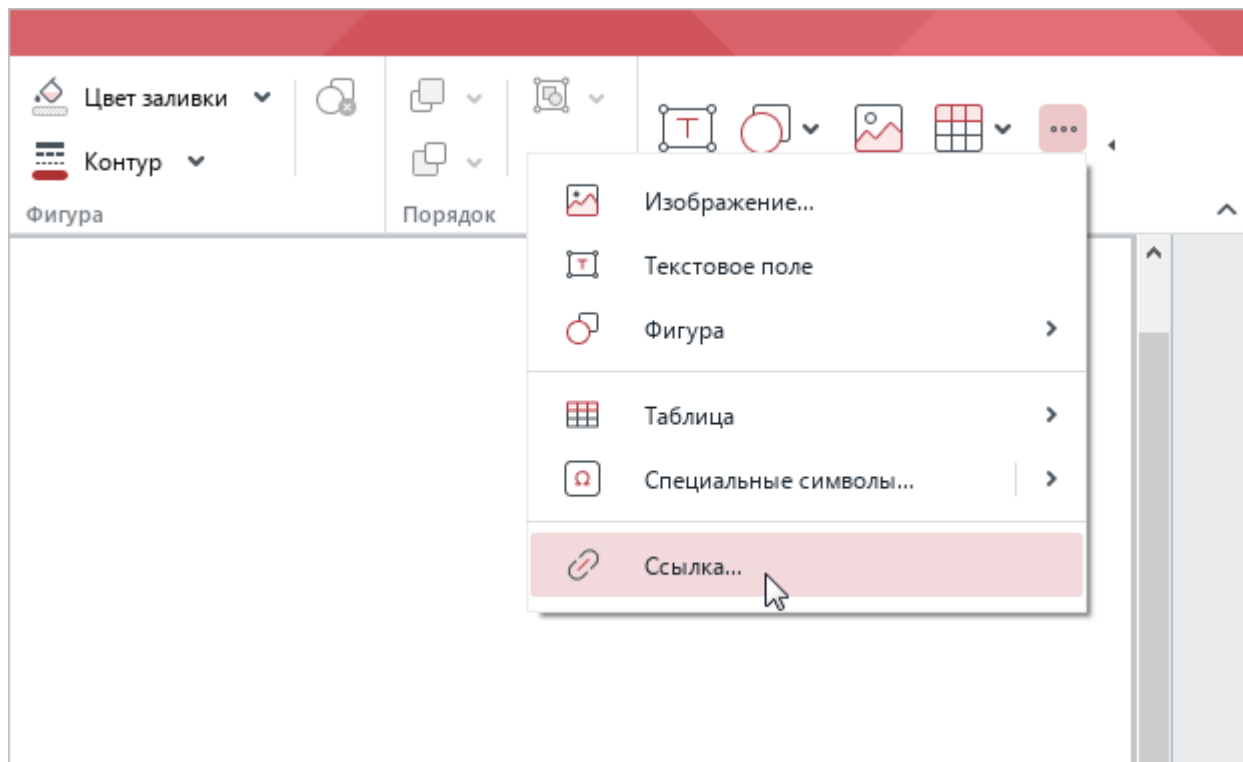 Цвет заливки
Контур
Фигура
Порядок
Изображение...
Текстовое поле
Фигура
Таблица
Специальные символы...
Ссылка...